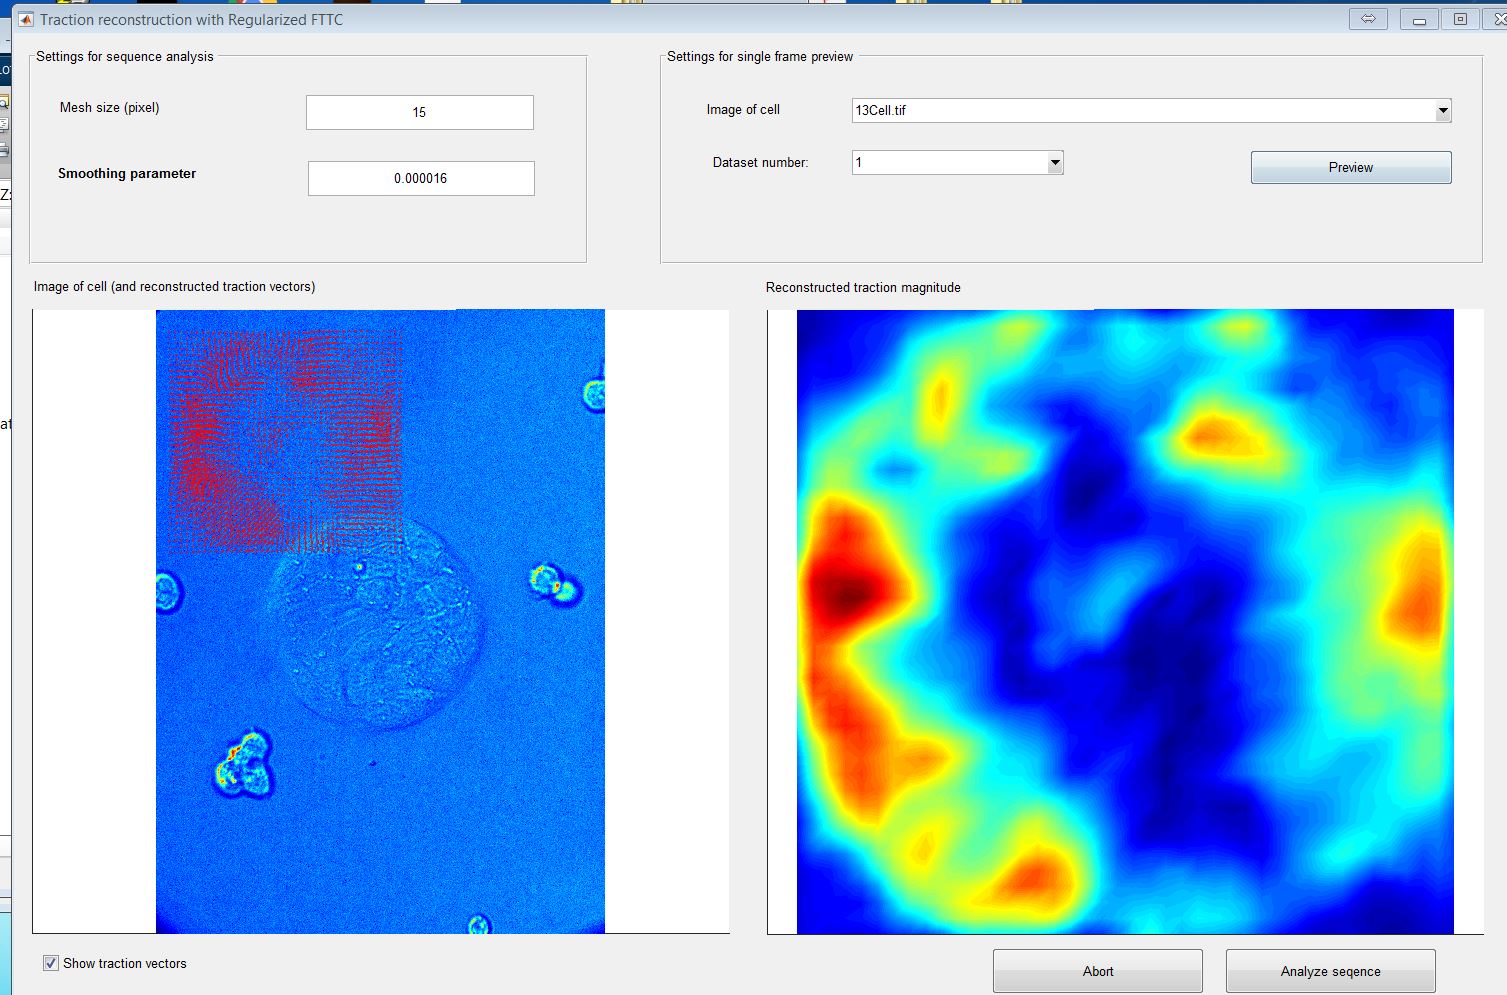 Traction reconstruction with Regularized FTTC
Settings for sequence analysis
Mesh size (pixel)
15
Smoothing parameter
0.000016
Settings for single frame preview
Image of cell
13Cell.tif
Dataset number:
1
Preview
Image of cell (and reconstructed traction vectors)
Reconstructed traction magnitude
Show traction vectors
Abort
Analyze seqence